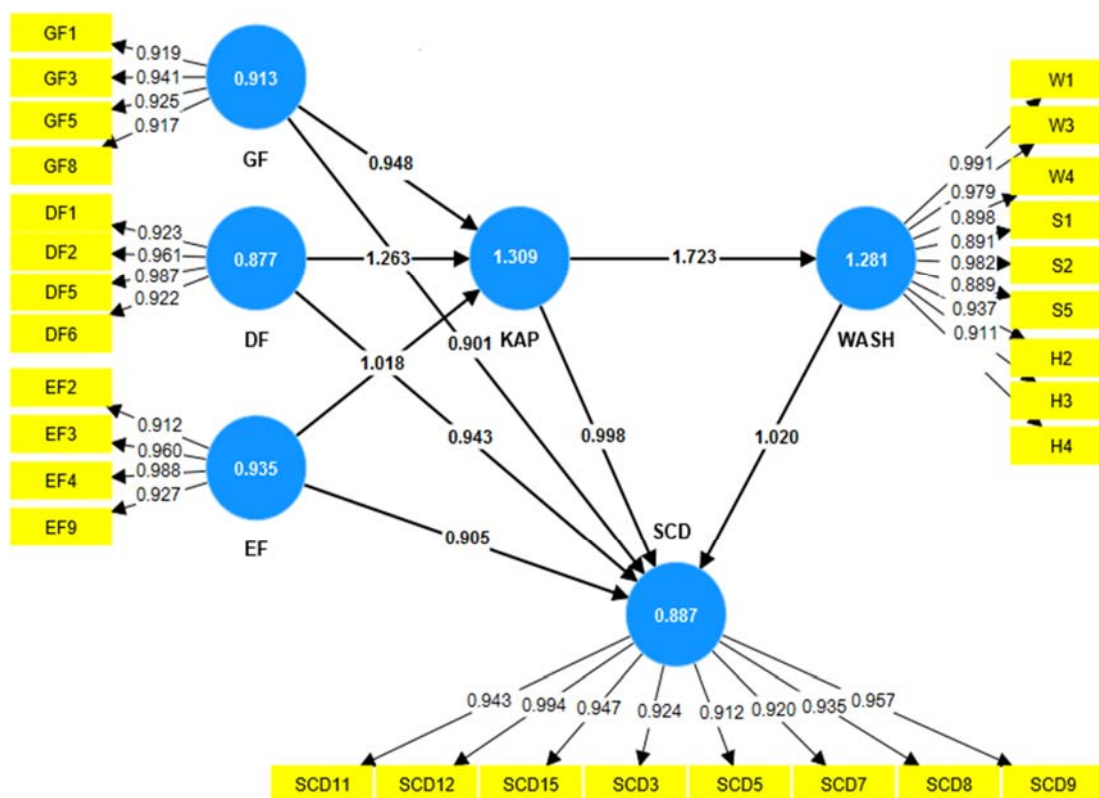 GF1
GF3
GF5
GF8
0.919
0.941
0.925
0.917
0.913
GF
DF1
DF2
DF5
DF6
0.923
0.961
0.987
0.922
0.877
DF
EF2
EF3
EF4
EF9
0.912
0.960
0.988
0.927
0.935
EF
0.948
1.263
1.018
0.901
0.943
0.905
1.309
KAP
1.723
0.998
1.281
WASH
1.020
0.991
0.979
0.898
0.891
0.982
0.889
0.937
0.911
W1
W3
W4
S1
S2
S5
H2
H3
H4
SCD
0.887
0.943
0.994
0.947
0.924
0.912
0.920
0.935
0.957
SCD11
SCD12
SCD15
SCD3
SCD5
SCD7
SCD8
SCD9